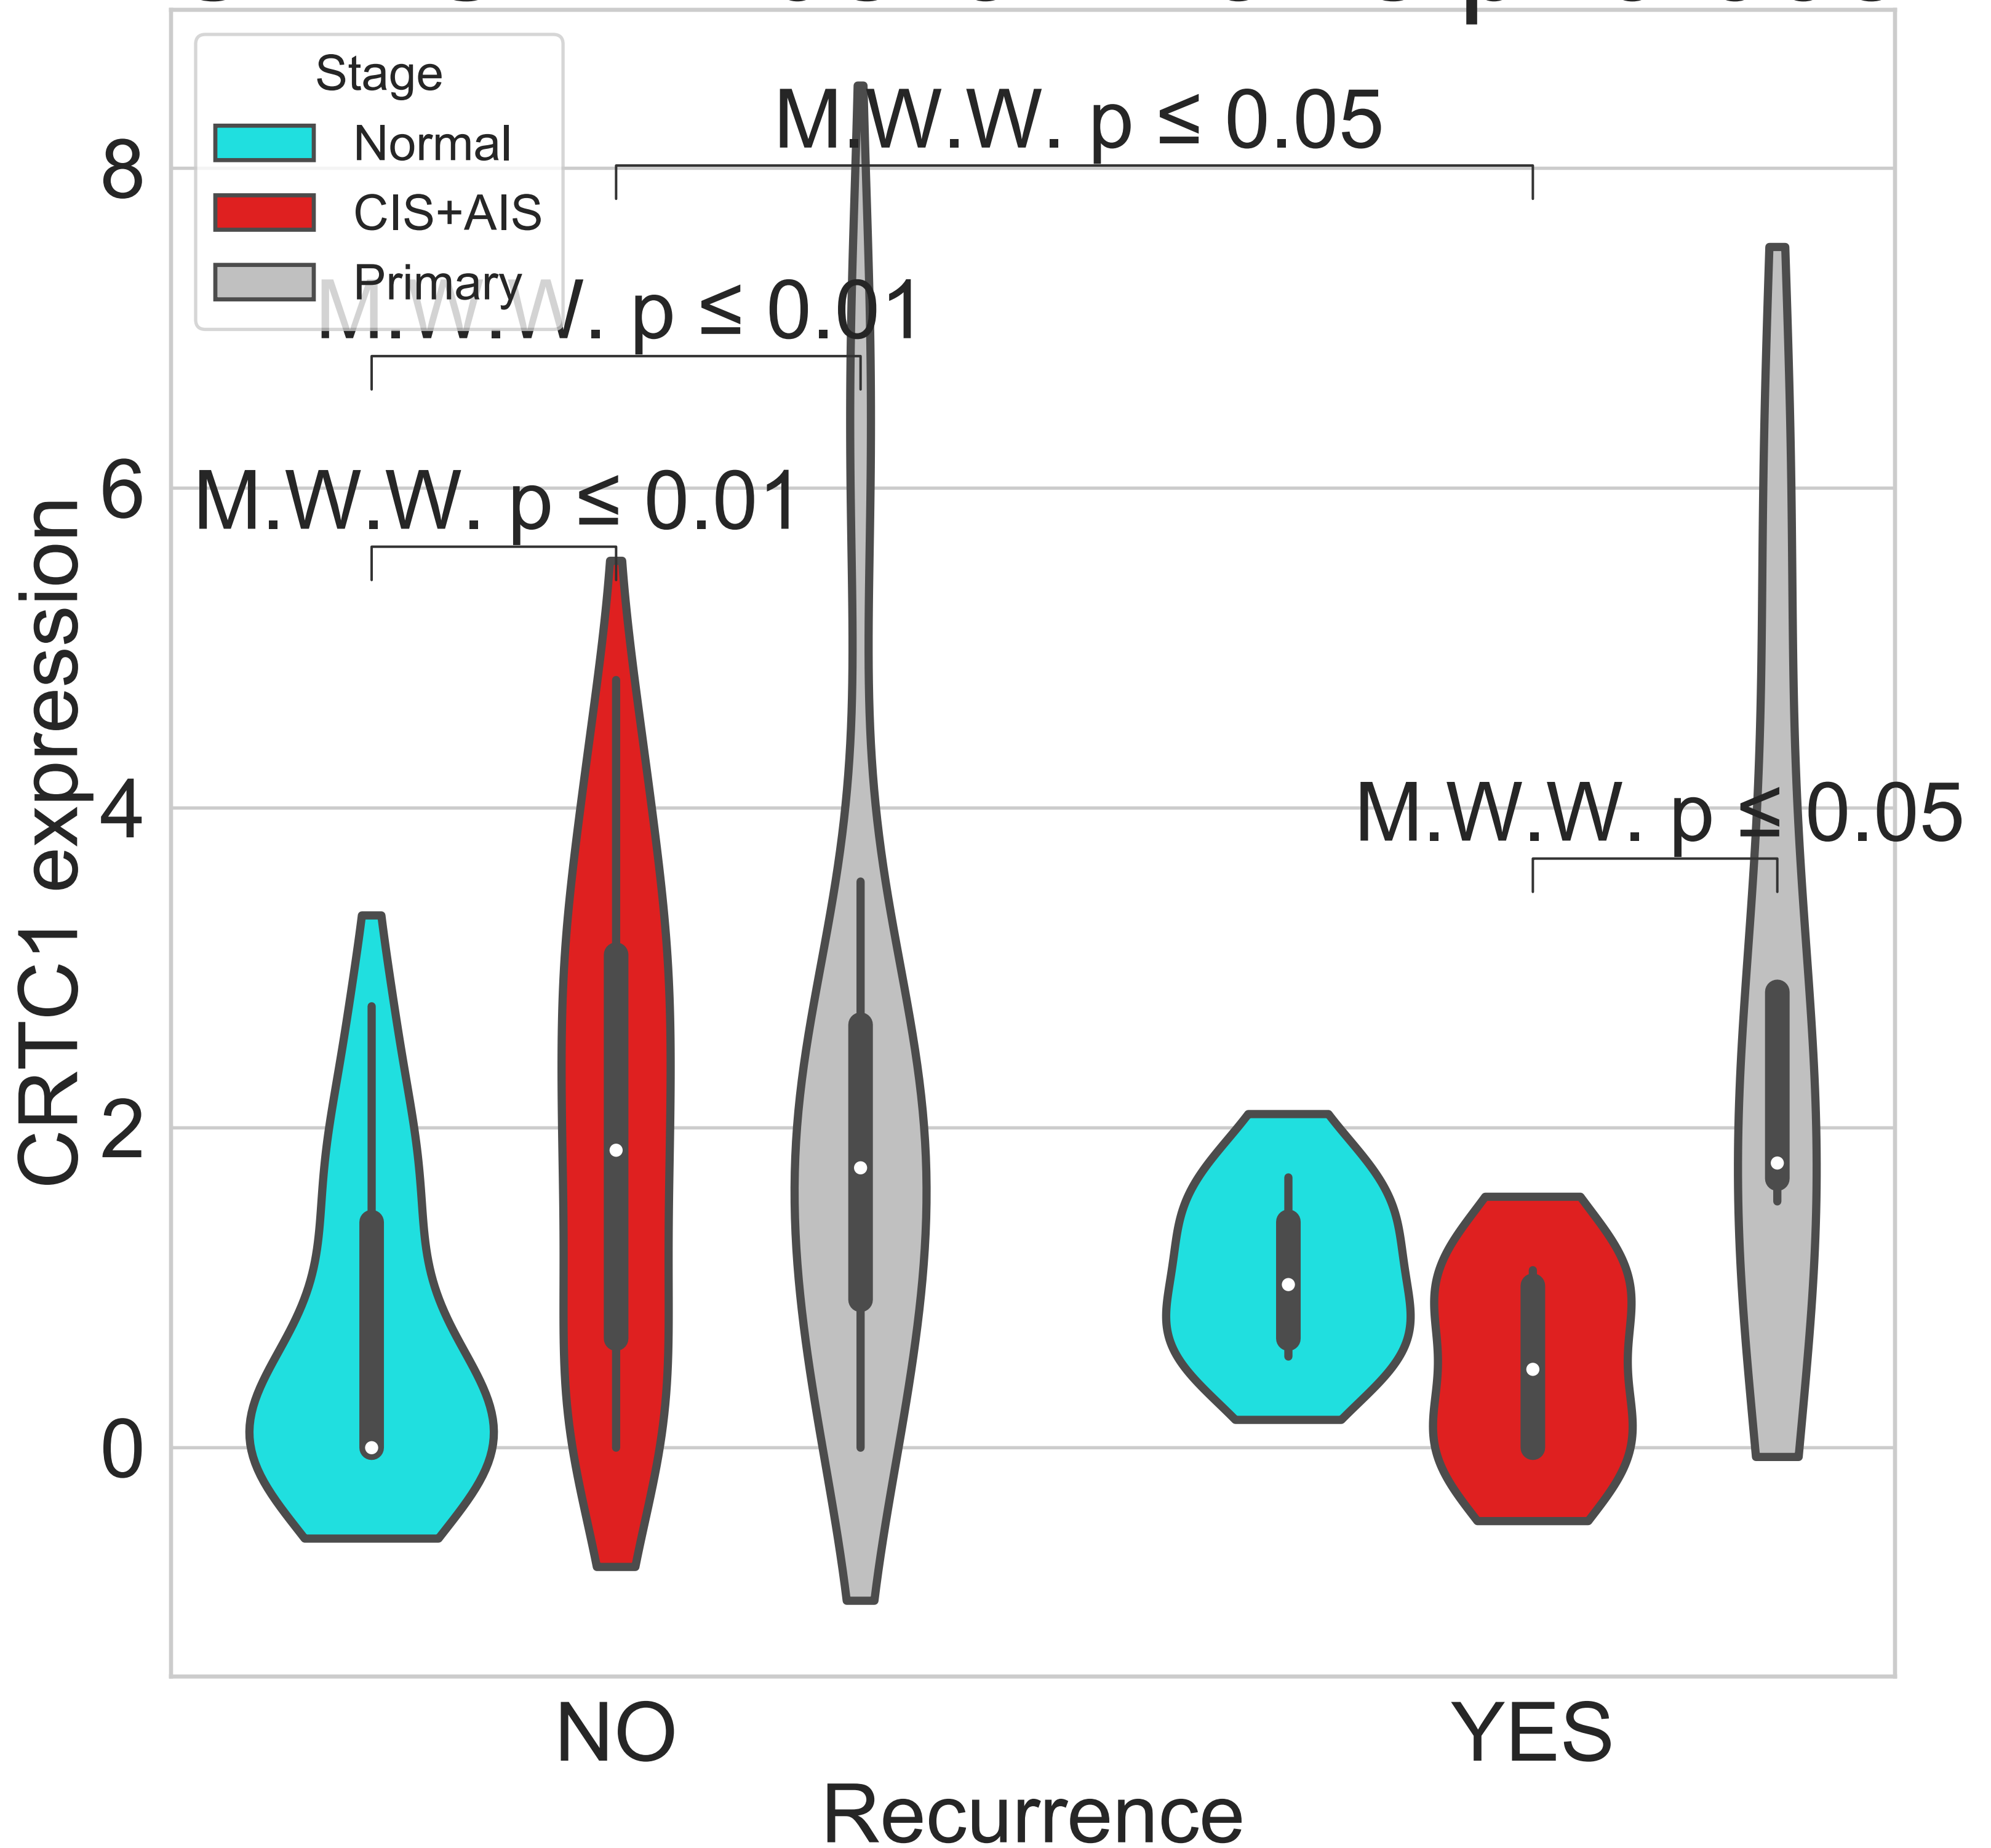 Stage
Normal
CIS+AIS
Primary
M.W.W. p ≤ 0.05
M.W.W. p ≤ 0.01
M.W.W. p ≤ 0.01
M.W.W. p ≤ 0.05
8
6
4
2
0
CRTC1 expression
NO
YES
Recurrence